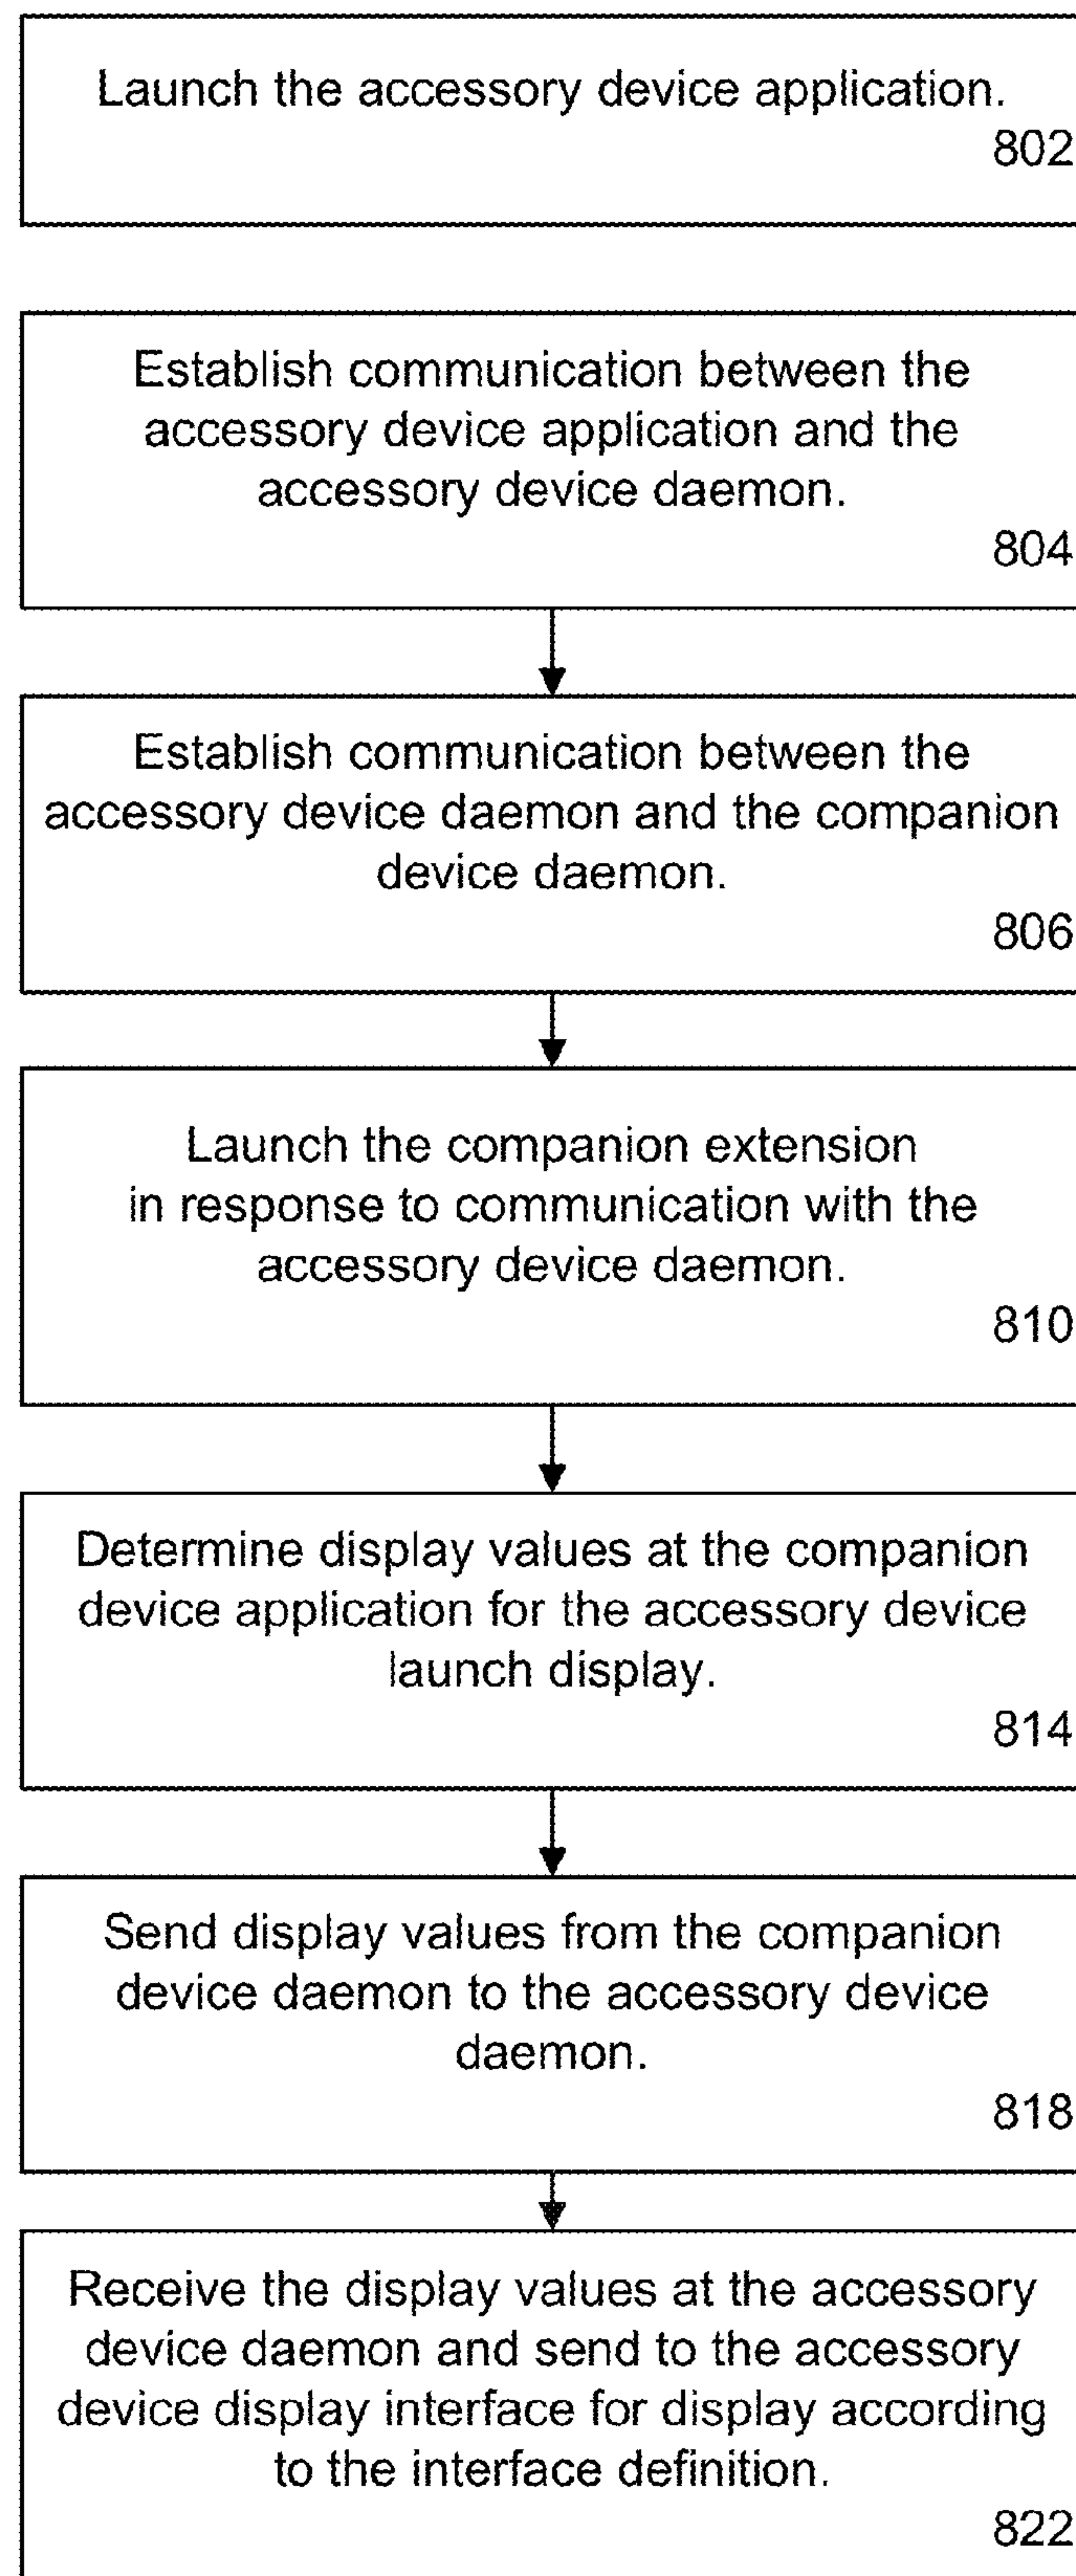 Launch the accessory device application.
802
Establish communication between the
accessory device application and the
accessory device daemon.
804
Establish communication between the
accessory device daemon and the companion
device daemon.
806
Launch the companion extension
in response to communication with the
accessory device daemon.
810
Determine display values at the companion
device application for the accessory device
launch display.
814
Send display values from the companion
device daemon to the accessory device
daemon.
818
Receive the display values at the accessory
device daemon and send to the accessory
device display interface for display according
to the interface definition.
822